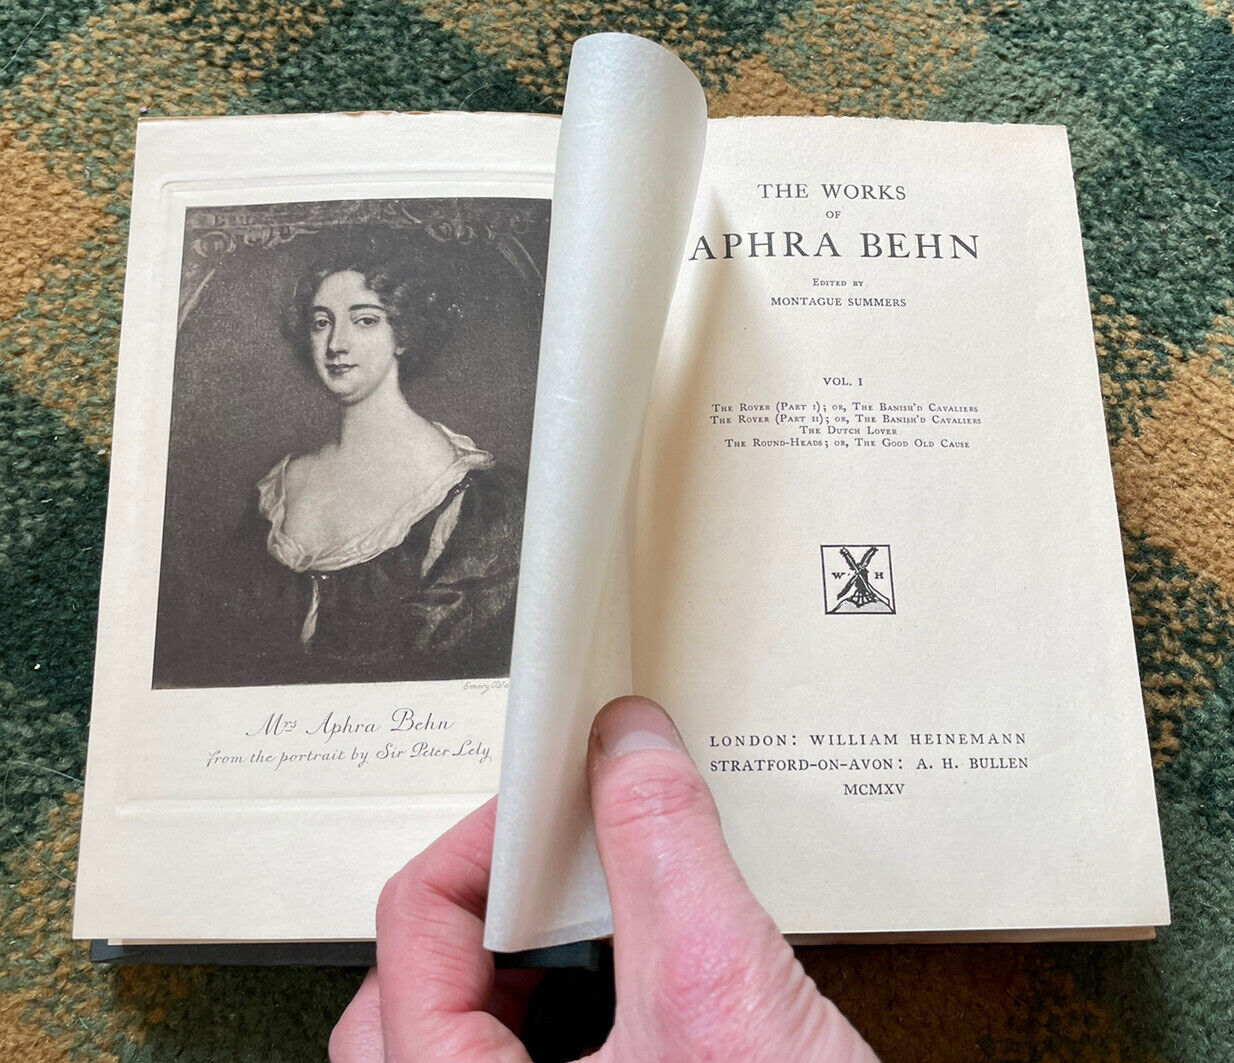 Mrs Aphra Behn
from the portrait by Sir Peter Lely
THE WORKS
OF
APHRA BEHN
EDITED BY
MONTAGUE SUMMERS
VOL. I
THE ROVER (PART I); OR, THE BANISH'D CAVALIERS
THE ROVER (PART II); OR, THE BANISH'D CAVALIERS
THE DUTCH LOVER
THE ROUND-HEADS; OR, THE GOOD OLD CAUSE
W · H
LONDON: WILLIAM HEINEMANN
STRATFORD-ON-AVON: A. H. BULLEN
MCMXV